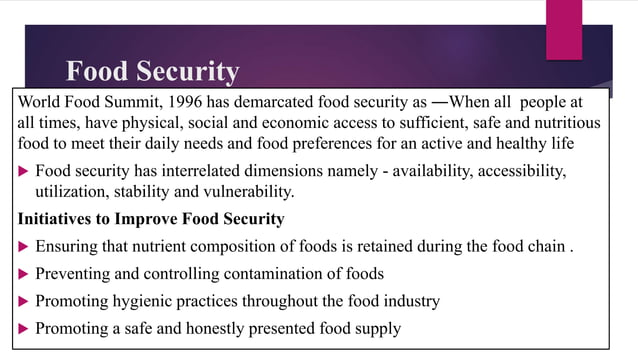 Food Security
World Food Summit, 1996 has demarcated food security as ―When all people at
all times, have physical, social and economic access to sufficient, safe and nutritious
food to meet their daily needs and food preferences for an active and healthy life
Food security has interrelated dimensions namely - availability, accessibility,
utilization, stability and vulnerability.
Initiatives to Improve Food Security
Ensuring that nutrient composition of foods is retained during the food chain .
Preventing and controlling contamination of foods
Promoting hygienic practices throughout the food industry
Promoting a safe and honestly presented food supply